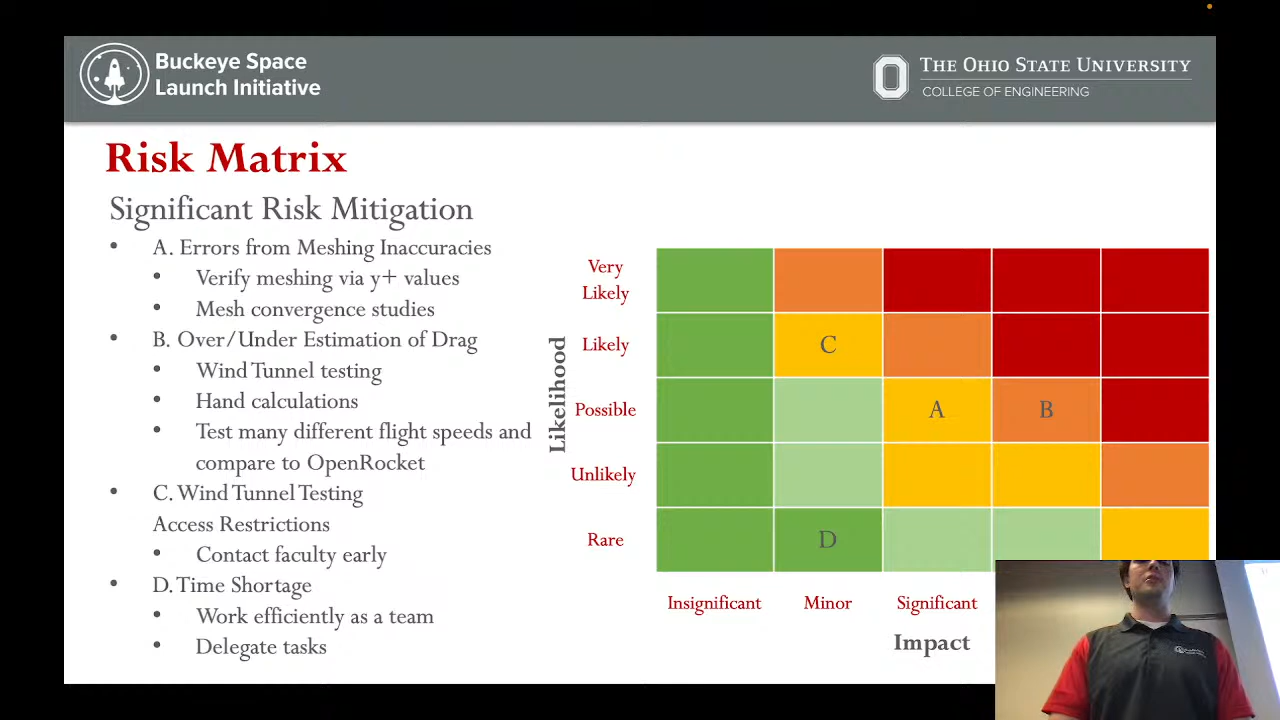 Buckeye Space
Launch Initiative
THE OHIO STATE UNIVERSITY
COLLEGE OF ENGINEERING
Risk Matrix
Significant Risk Mitigation
• A. Errors from Meshing Inaccuracies
• Verify meshing via y+ values
• Mesh convergence studies
• B. Over/Under Estimation of Drag
• Wind Tunnel testing
• Hand calculations
• Test many different flight speeds and
compare to OpenRocket
• C. Wind Tunnel Testing
Access Restrictions
• Contact faculty early
• D. Time Shortage
• Work efficiently as a team
• Delegate tasks
Likelihood
Very
Likely
Likely
C
Possible
A
B
Unlikely
Rare
D
Insignificant
Minor
Significant
Impact